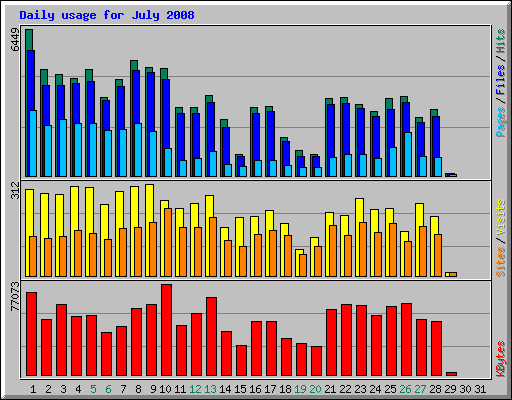 Daily usage for July 2008
6449
Pages / Files / Hits
312
Sites / Visits
77073
KBytes
1 2 3 4 5 6 7 8 9 10 11 12 13 14 15 16 17 18 19 20 21 22 23 24 25 26 27 28 29 30 31